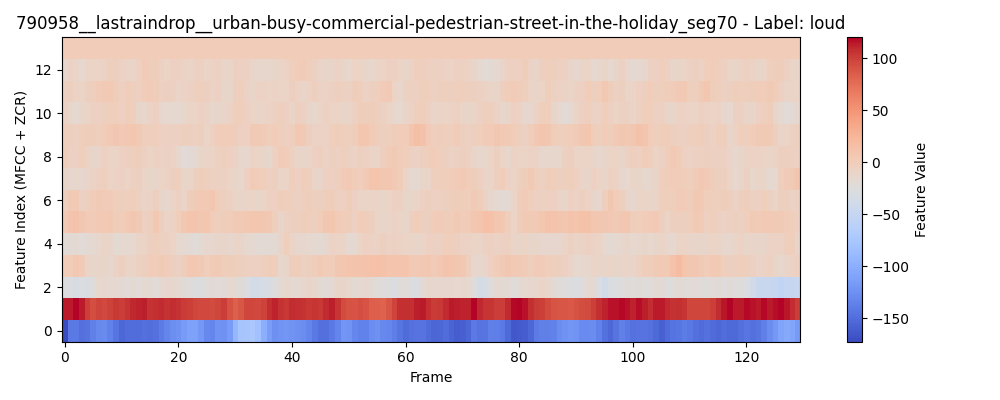 790958__lastraindrop__urban-busy-commercial-pedestrian-street-in-the-holiday_seg70 - Label: loud
Feature Index (MFCC + ZCR)
12
10
8
6
4
2
0
0 20 40 60 80 100 120
Frame
100
50
0
−50
−100
−150
Feature Value